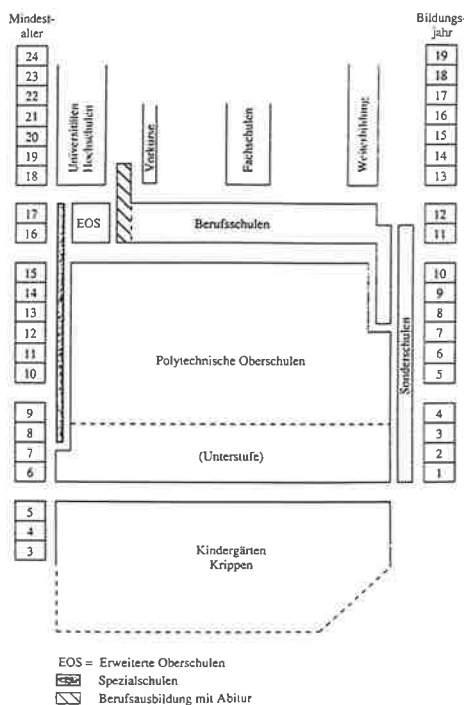 Mindest-
alter
Bildungs-
jahr
24
23
22
21
20
19
18
17
16
15
14
13
12
11
10
9
8
7
6
5
4
3
19
18
17
16
15
14
13
12
11
10
9
8
7
6
5
4
3
2
1
Universitäten
Hochschulen
Vorkurse
Fachschulen
Weiterbildung
EOS
Berufsschulen
Polytechnische Oberschulen
Sonderschulen
(Unterstufe)
Kindergärten
Krippen
EOS = Erweiterte Oberschulen
Spezialschulen
Berufsausbildung mit Abitur